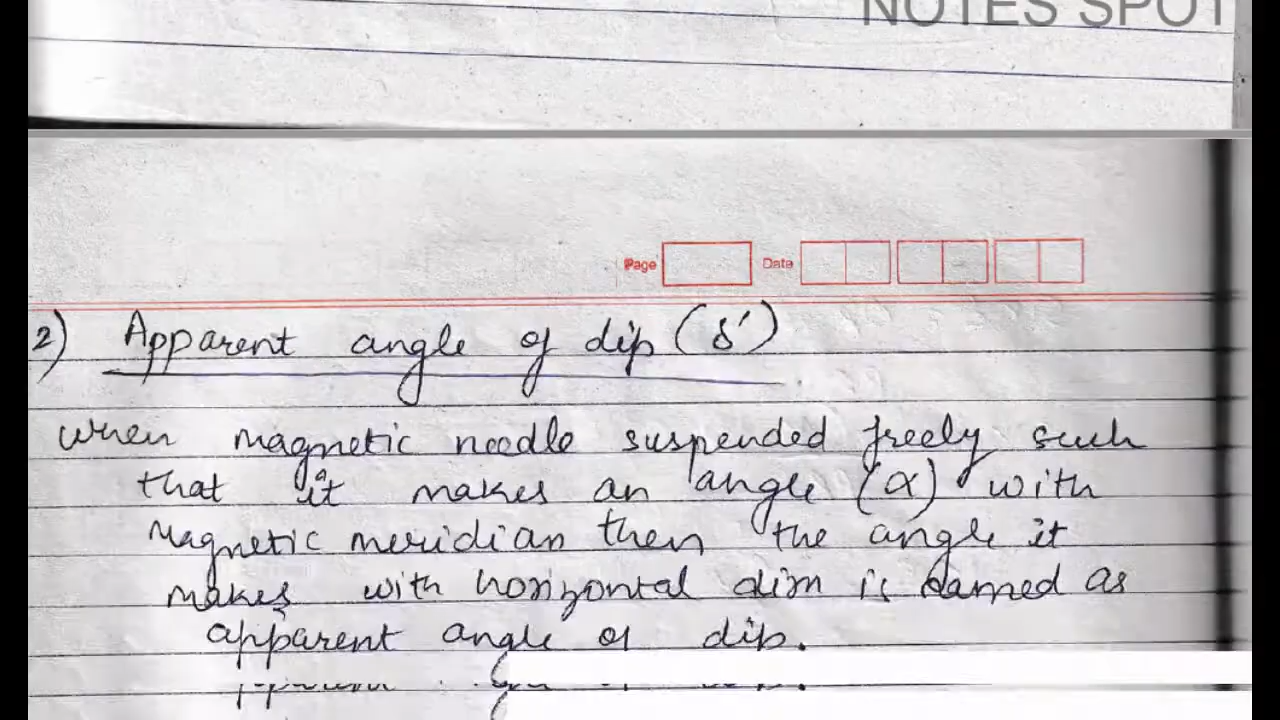 NOTES SPOT
Page Date
2) Apparent angle of dip (δ')
when magnetic needle suspended freely such
that it makes an angle (α) with
Magnetic meridian then the angle it
makes with horizontal dirn is named as
apparent angle of dip.